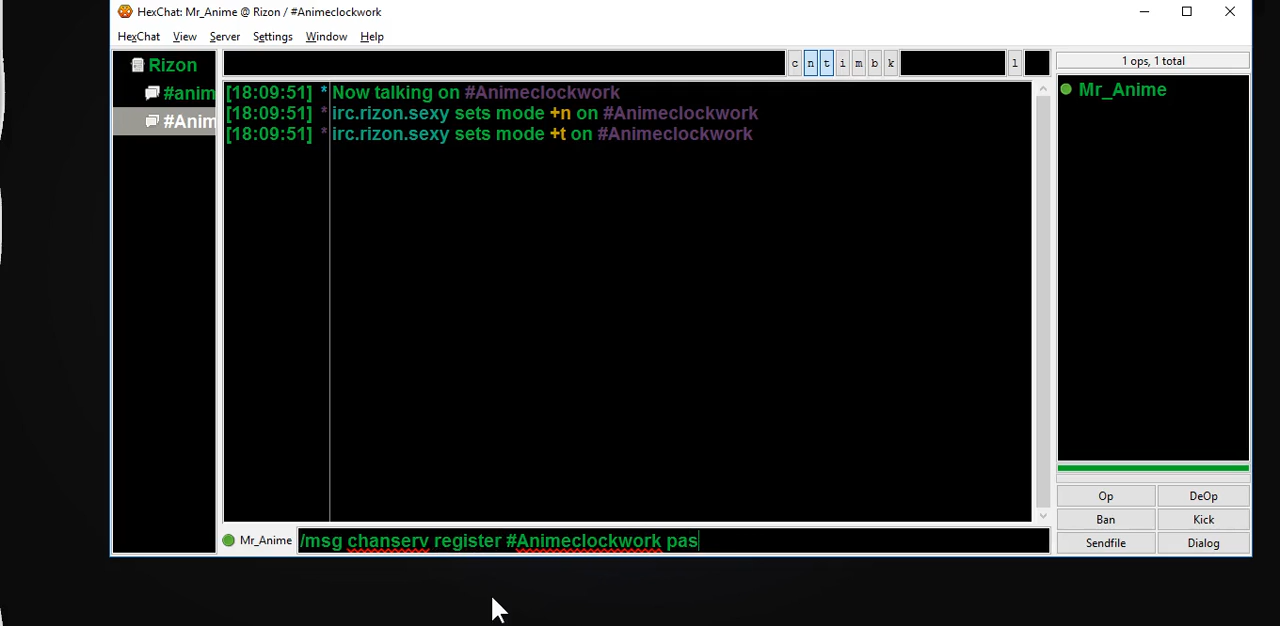 HexChat: Mr_Anime @ Rizon / #Animeclockwork
HexChat View Server Settings Window Help
c n t i m b k l
1 ops, 1 total
Rizon
#anim
#Anim
[18:09:51] * Now talking on #Animeclockwork
[18:09:51] * irc.rizon.sexy sets mode +n on #Animeclockwork
[18:09:51] * irc.rizon.sexy sets mode +t on #Animeclockwork
Mr_Anime
Op DeOp
Ban Kick
Sendfile Dialog
Mr_Anime /msg chanserv register #Animeclockwork pas